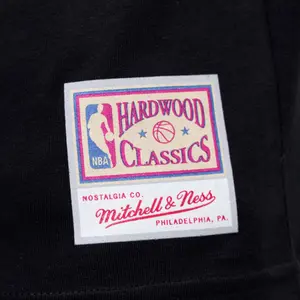 HARDWOOD
NBA
CLASSICS
NOSTALGIA CO.
Mitchell & Ness
PHILADELPHIA, PA.